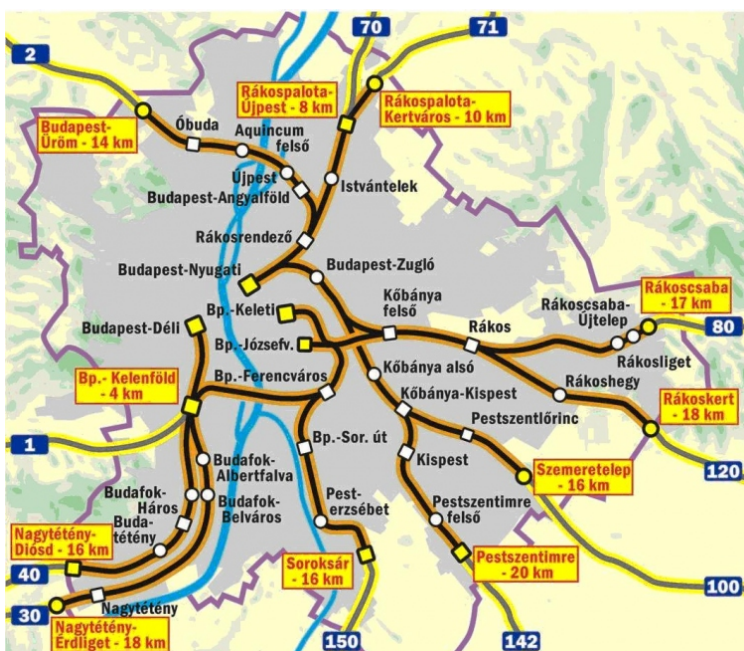 70
71
2
Rákospalota-
Újpest - 8 km
Rákospalota-
Kertváros - 10 km
Budapest-
Üröm - 14 km
Óbuda
Aquincum
felső
Újpest
Budapest-Angyalföld
Istvántelek
Rákosrendező
Budapest-Nyugati
Budapest-Zugló
Bp.-Keleti
Kőbánya
felső
Rákoscsaba
- 17 km
Rákoscsaba-
Újtelep
80
Budapest-Déli
Rákos
Bp.-Józsefv.
Rákosliget
Kőbánya alsó
Rákoshegy
Bp.- Kelenföld
- 4 km
Bp.-Ferencváros
Kőbánya-Kispest
Rákoskert
- 18 km
Pestszentlőrinc
1
Bp.-Sor. út
Kispest
Szemeretelep
- 16 km
120
Budafok-
Albertfalva
Budafok-
Háros
Budafok-
Belváros
Pest-
erzsébet
Pestszentimre
felső
Buda-
tétény
Nagytétény-
Diósd - 16 km
Soroksár
- 16 km
Pestszentimre
- 20 km
40
100
30
Nagytétény
Nagytétény-
Érdliget - 18 km
150
142